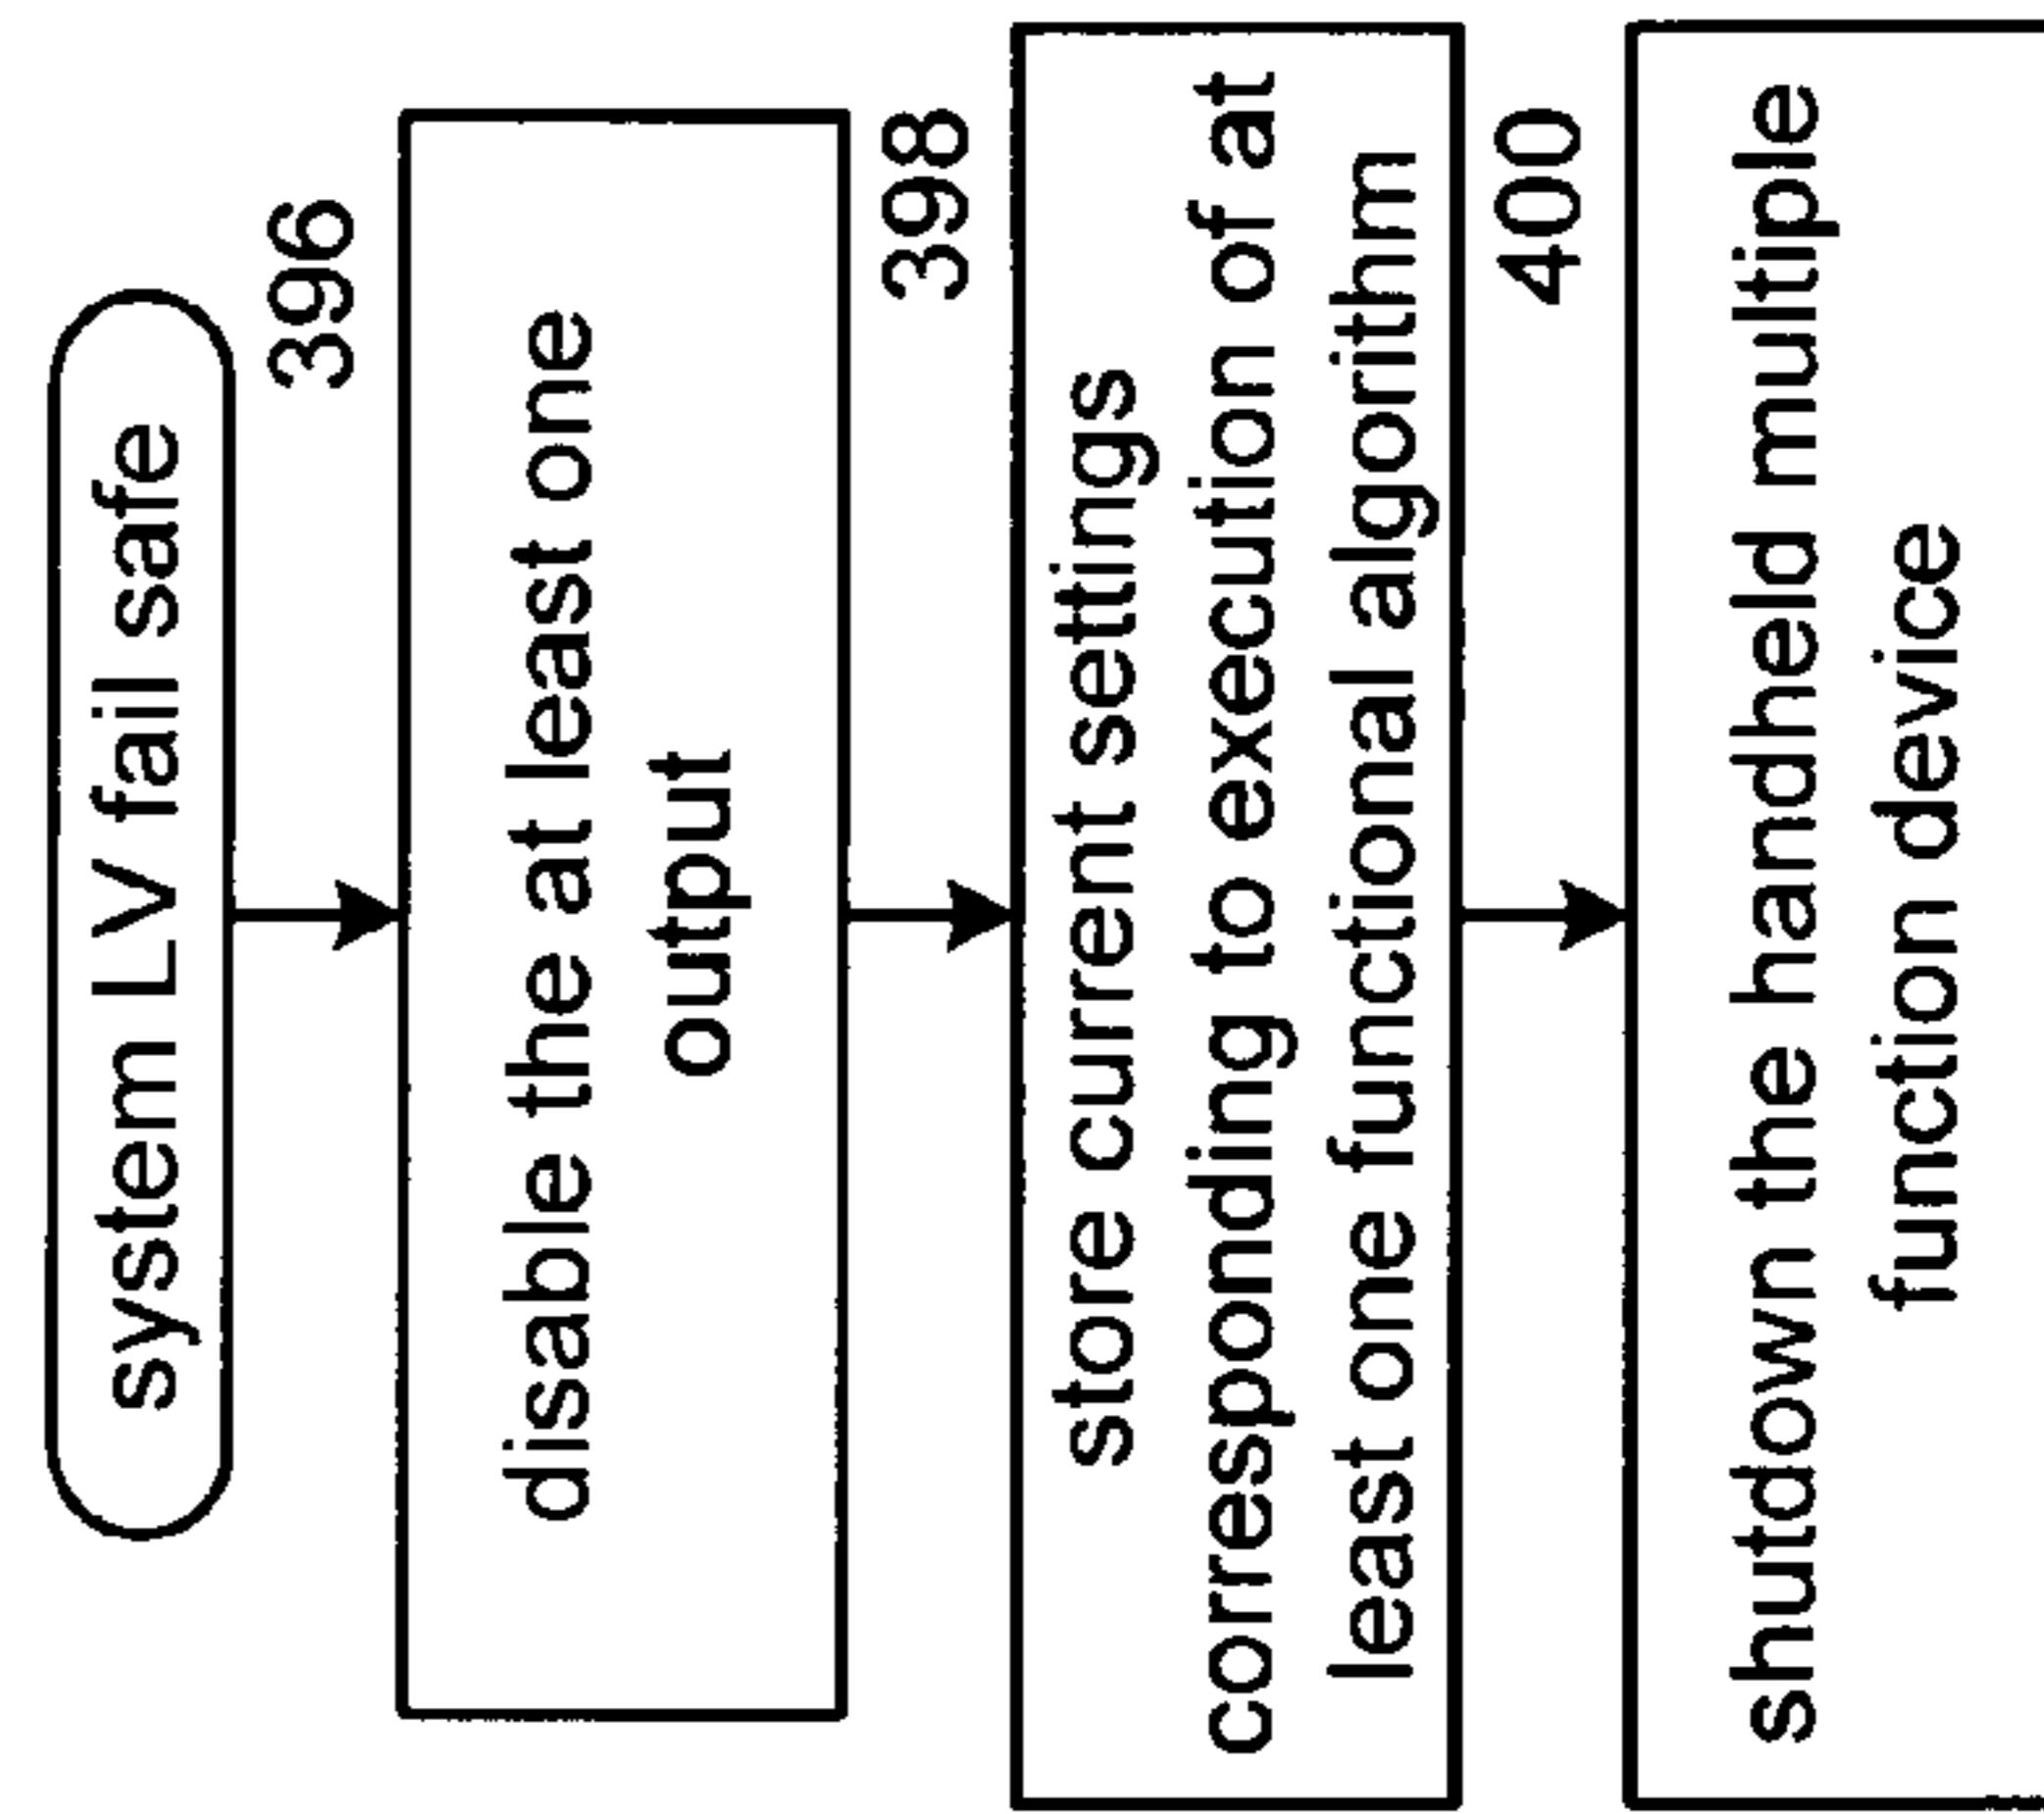 system LV fail safe
396
disable the at least one
output
398
store current settings
corresponding to execution of at
least one functional algorithm
400
shutdown the handheld multiple
function device